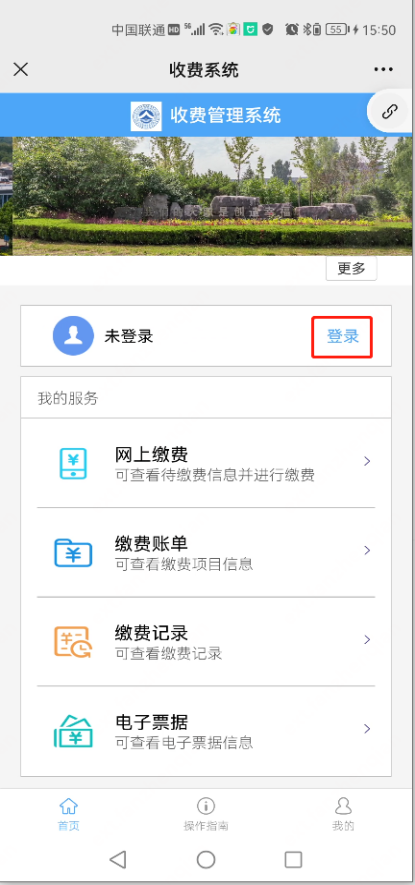 中国联通 HD 5G 55 15:50
收费系统
收费管理系统
更多
未登录
登录
我的服务
网上缴费
可查看待缴费信息并进行缴费
缴费账单
可查看缴费项目信息
缴费记录
可查看缴费记录
电子票据
可查看电子票据信息
首页
操作指南
我的